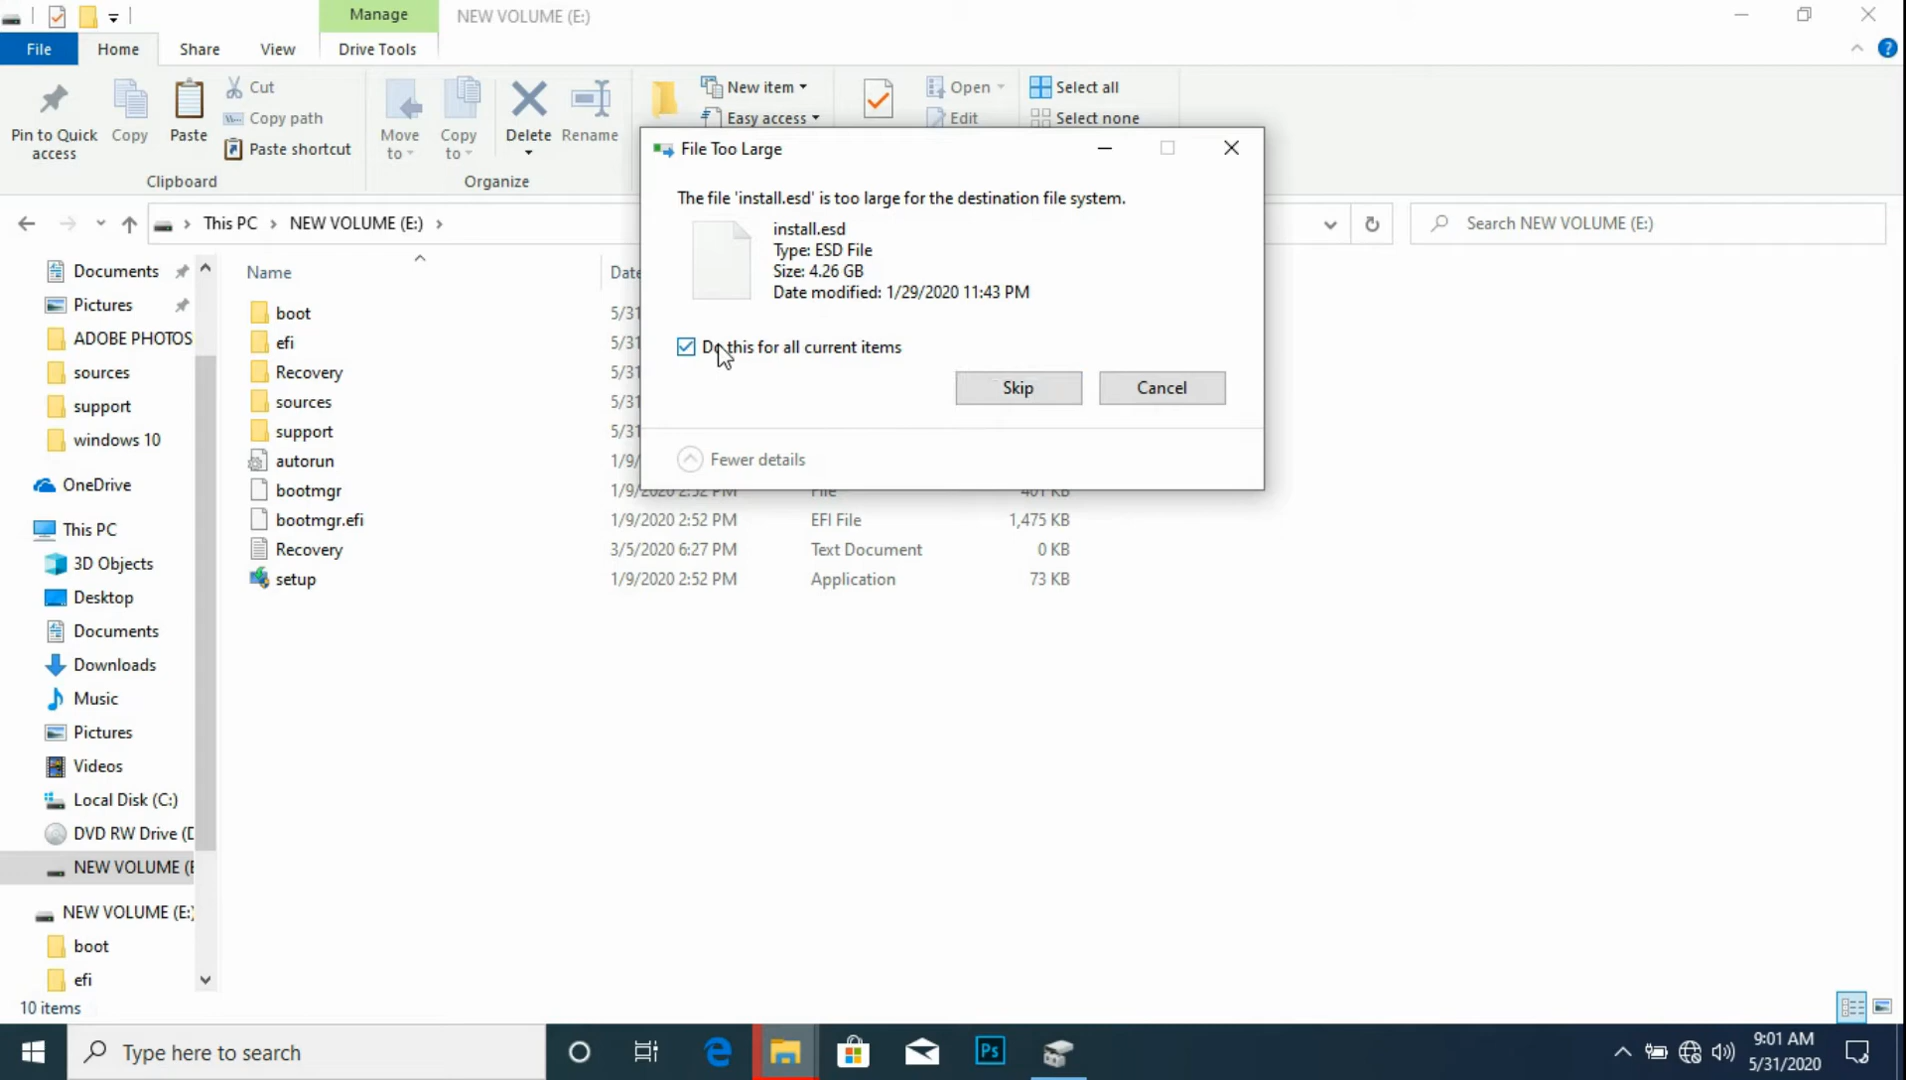 Manage
NEW VOLUME (E:)
File
Home
Share
View
Drive Tools
Pin to Quick access
Copy
Paste
Cut
Copy path
Paste shortcut
Move to
Copy to
Delete
Rename
New item
Easy access
Open
Edit
Select all
Select none
Clipboard
Organize
This PC
NEW VOLUME (E:)
Search NEW VOLUME (E:)
File Too Large
The file 'install.esd' is too large for the destination file system.
install.esd
Type: ESD File
Size: 4.26 GB
Date modified: 1/29/2020 11:43 PM
Do this for all current items
Skip
Cancel
Fewer details
Documents
Pictures
ADOBE PHOTOS
sources
support
windows 10
OneDrive
This PC
3D Objects
Desktop
Documents
Downloads
Music
Pictures
Videos
Local Disk (C:)
DVD RW Drive (D
NEW VOLUME (E
NEW VOLUME (E:)
boot
efi
Name
Date
boot 5/31
efi 5/31
Recovery 5/31
sources 5/31
support 5/31
autorun 1/9/
bootmgr 1/9/2020 2:52 PM File 401 KB
bootmgr.efi 1/9/2020 2:52 PM EFI File 1,475 KB
Recovery 3/5/2020 6:27 PM Text Document 0 KB
setup 1/9/2020 2:52 PM Application 73 KB
10 items
Type here to search
Ps
9:01 AM
5/31/2020